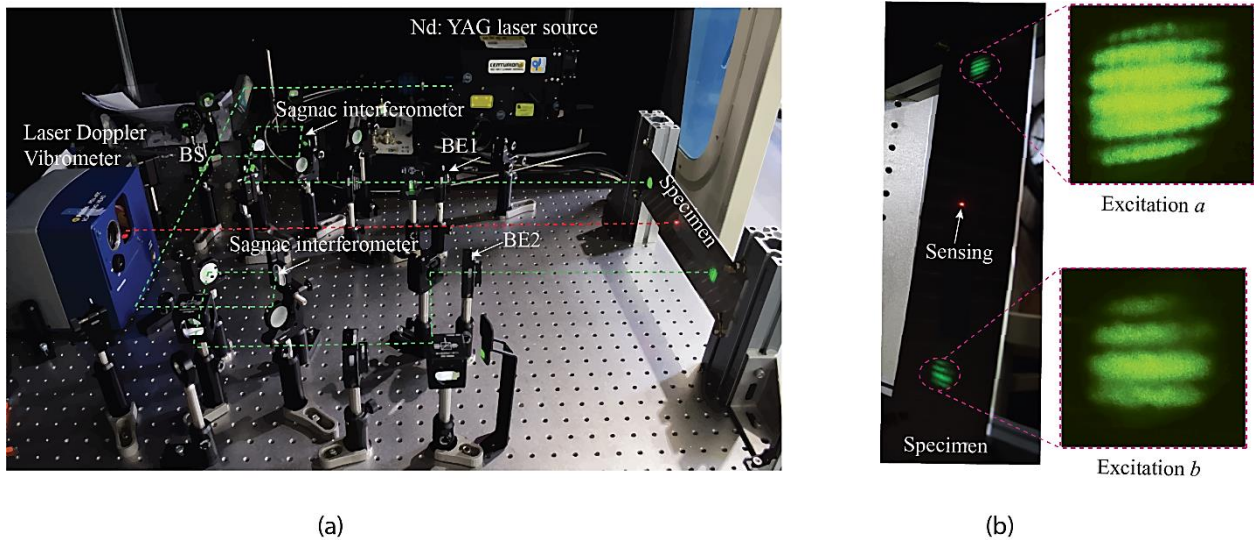 Nd: YAG laser source
CENTURION
Sagnac interferometer
Laser Doppler
Vibrometer
BS
BE1
Specimen
Sagnac interferometer
BE2
(a)
Sensing
Specimen
Excitation a
Excitation b
(b)